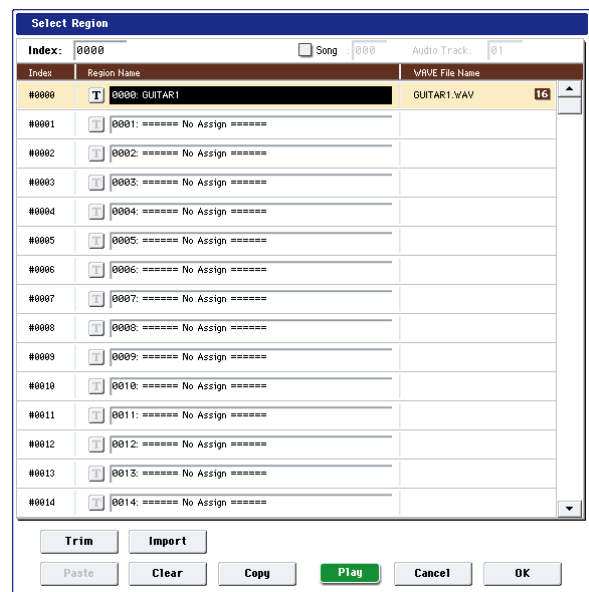 Select Region
Index: 0000 Song : 000 Audio Track: 01
Index Region Name WAVE File Name
#0000 T 0000: GUITAR1 GUITAR1.WAV 16
#0001 T 0001: ====== No Assign ======
#0002 T 0002: ====== No Assign ======
#0003 T 0003: ====== No Assign ======
#0004 T 0004: ====== No Assign ======
#0005 T 0005: ====== No Assign ======
#0006 T 0006: ====== No Assign ======
#0007 T 0007: ====== No Assign ======
#0008 T 0008: ====== No Assign ======
#0009 T 0009: ====== No Assign ======
#0010 T 0010: ====== No Assign ======
#0011 T 0011: ====== No Assign ======
#0012 T 0012: ====== No Assign ======
#0013 T 0013: ====== No Assign ======
#0014 T 0014: ====== No Assign ======
Trim Import
Paste Clear Copy Play Cancel OK